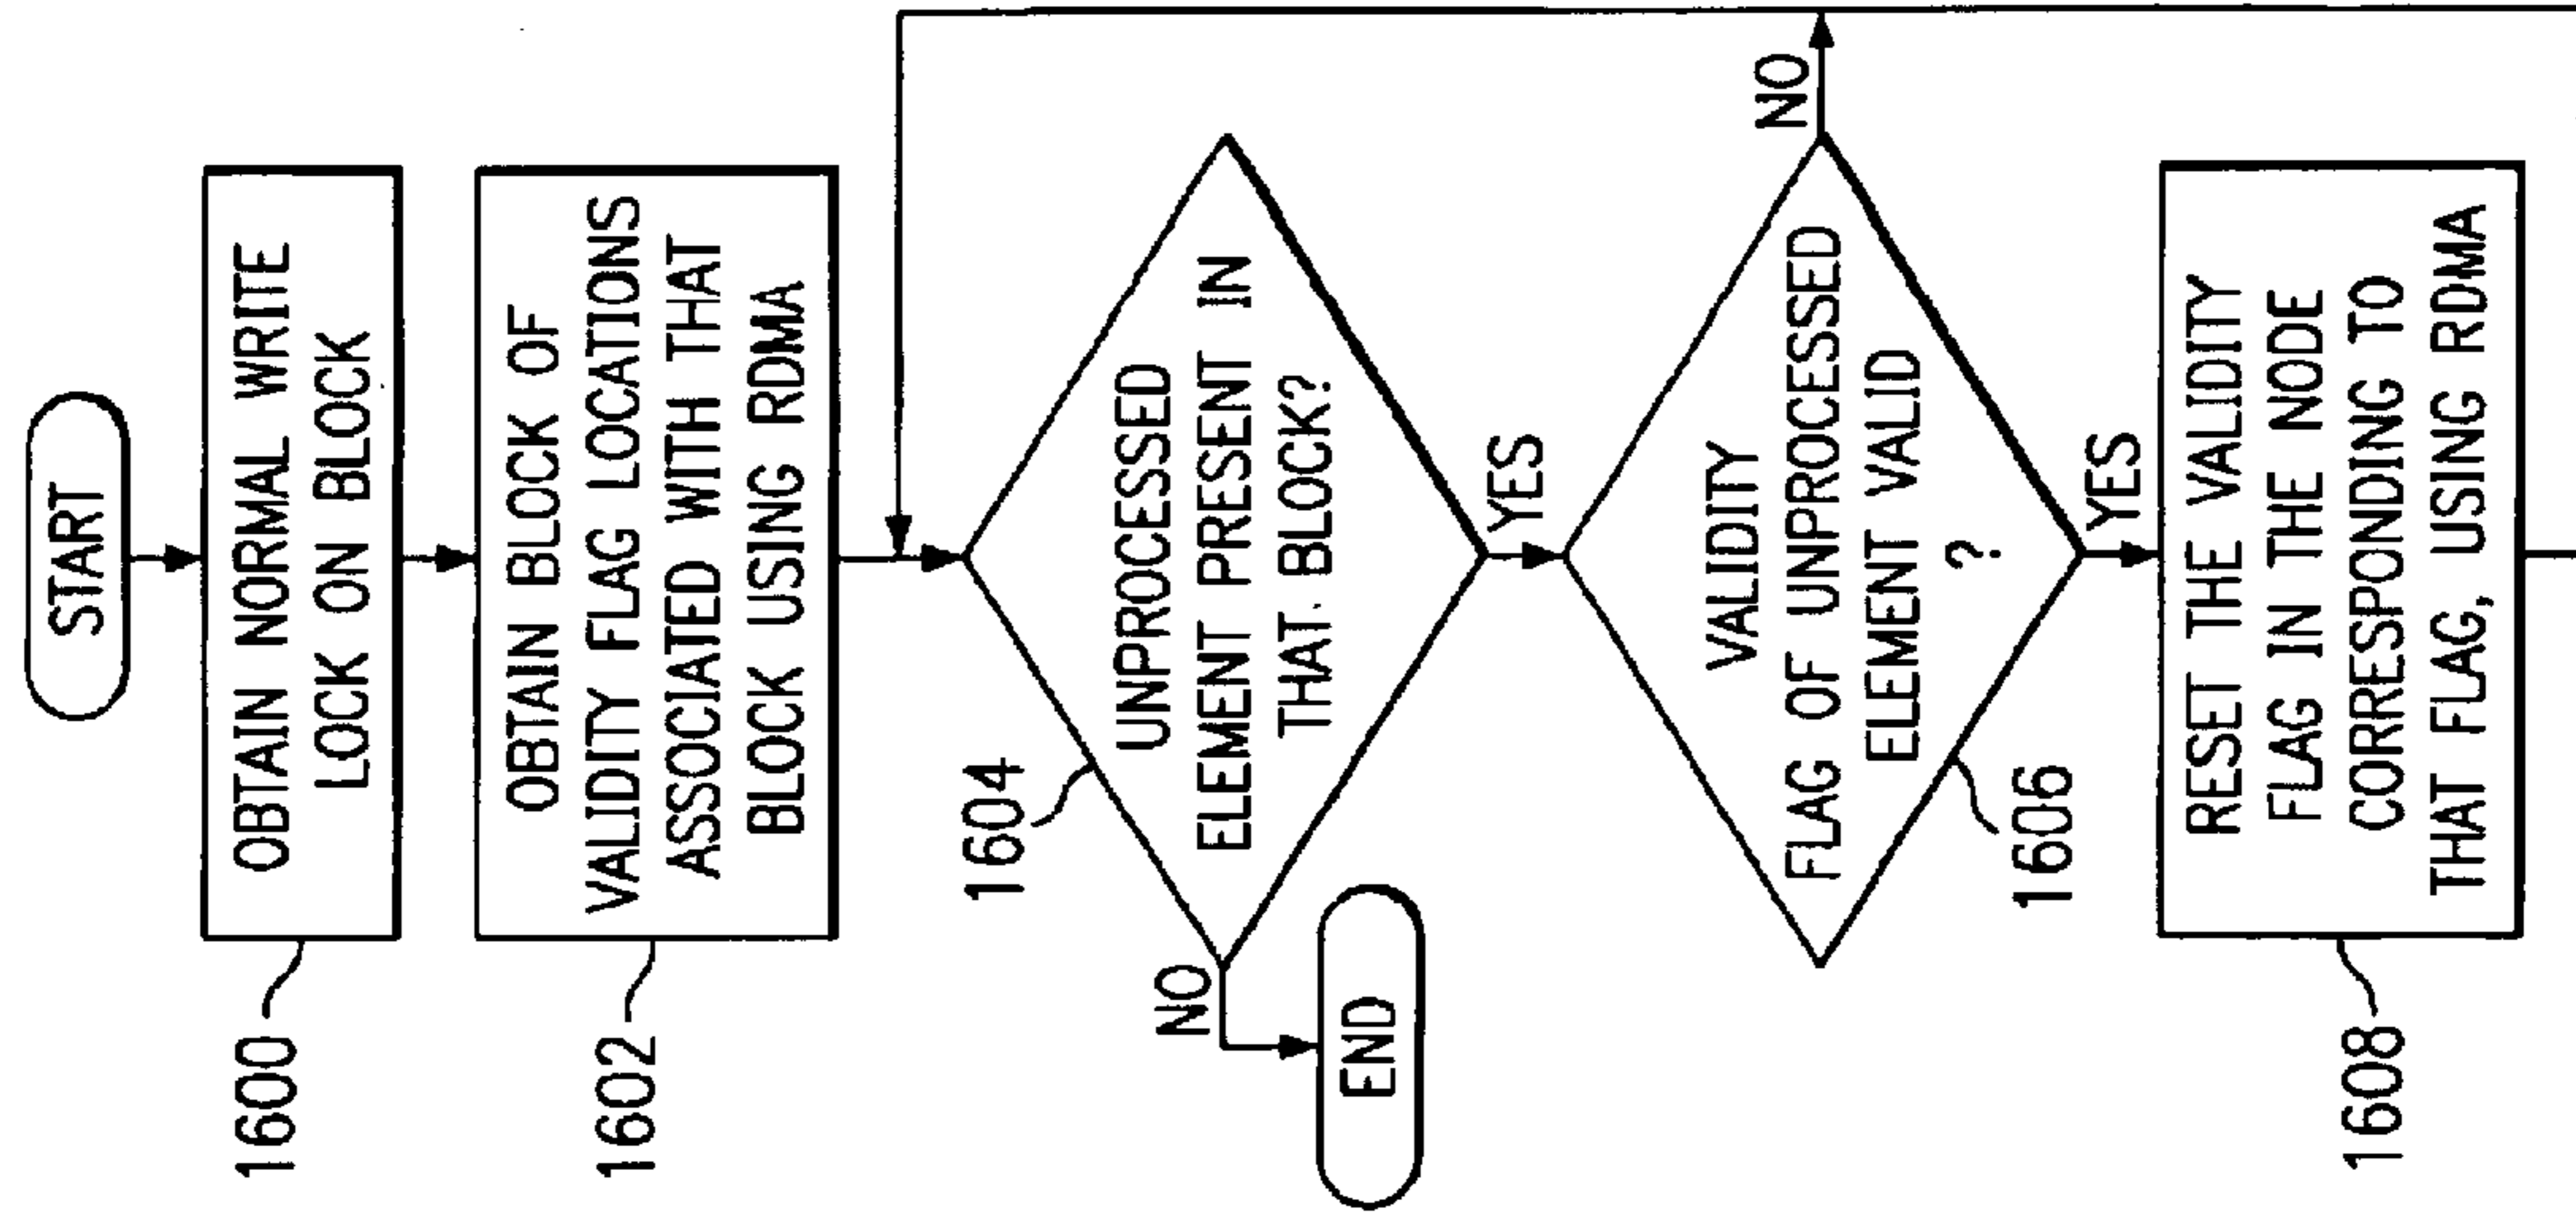 START
1600
OBTAIN NORMAL WRITE
LOCK ON BLOCK
1602
OBTAIN BLOCK OF
VALIDITY FLAG LOCATIONS
ASSOCIATED WITH THAT
BLOCK USING RDMA
1604
UNPROCESSED
ELEMENT PRESENT IN
THAT BLOCK?
NO
END
YES
VALIDITY
FLAG OF UNPROCESSED
ELEMENT VALID
?
NO
1606
YES
1608
RESET THE VALIDITY
FLAG IN THE NODE
CORRESPONDING TO
THAT FLAG, USING RDMA